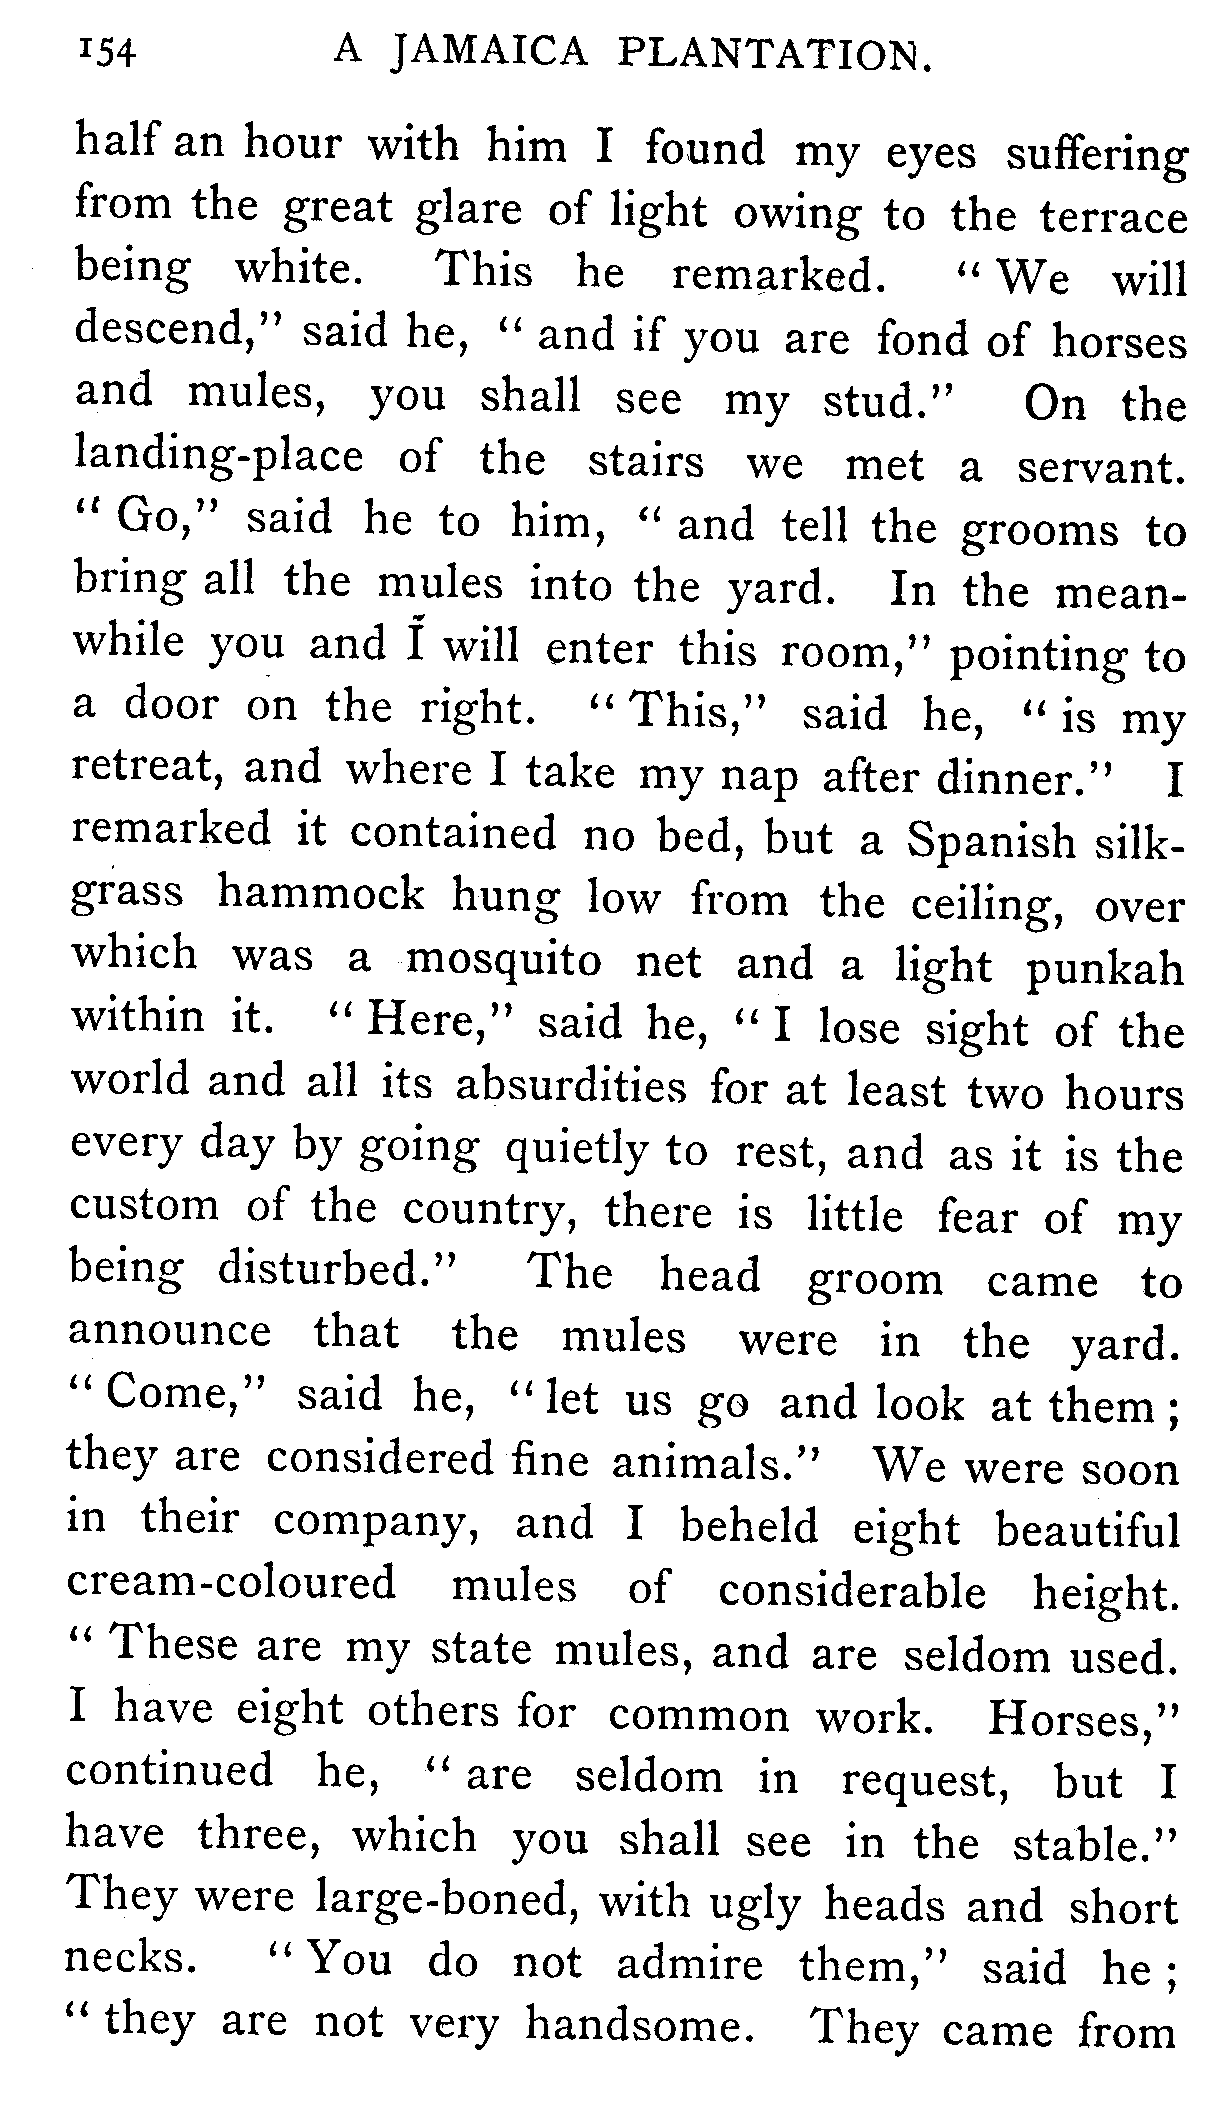 154 A JAMAICA PLANTATION.
half an hour with him I found my eyes suffering
from the great glare of light owing to the terrace
being white. This he remarked. “ We will
descend,” said he, “ and if you are fond of horses
and mules, you shall see my stud.” On the
landing-place of the stairs we met a servant.
“ Go,” said he to him, “ and tell the grooms to
bring all the mules into the yard. In the mean-
while you and I will enter this room,” pointing to
a door on the right. “ This,” said he, “ is my
retreat, and where I take my nap after dinner.” I
remarked it contained no bed, but a Spanish silk-
grass hammock hung low from the ceiling, over
which was a mosquito net and a light punkah
within it. “ Here,” said he, “ I lose sight of the
world and all its absurdities for at least two hours
every day by going quietly to rest, and as it is the
custom of the country, there is little fear of my
being disturbed.” The head groom came to
announce that the mules were in the yard.
“ Come,” said he, “ let us go and look at them ;
they are considered fine animals.” We were soon
in their company, and I beheld eight beautiful
cream-coloured mules of considerable height.
“ These are my state mules, and are seldom used.
I have eight others for common work. Horses,”
continued he, “ are seldom in request, but I
have three, which you shall see in the stable.”
They were large-boned, with ugly heads and short
necks. “ You do not admire them,” said he ;
“ they are not very handsome. They came from